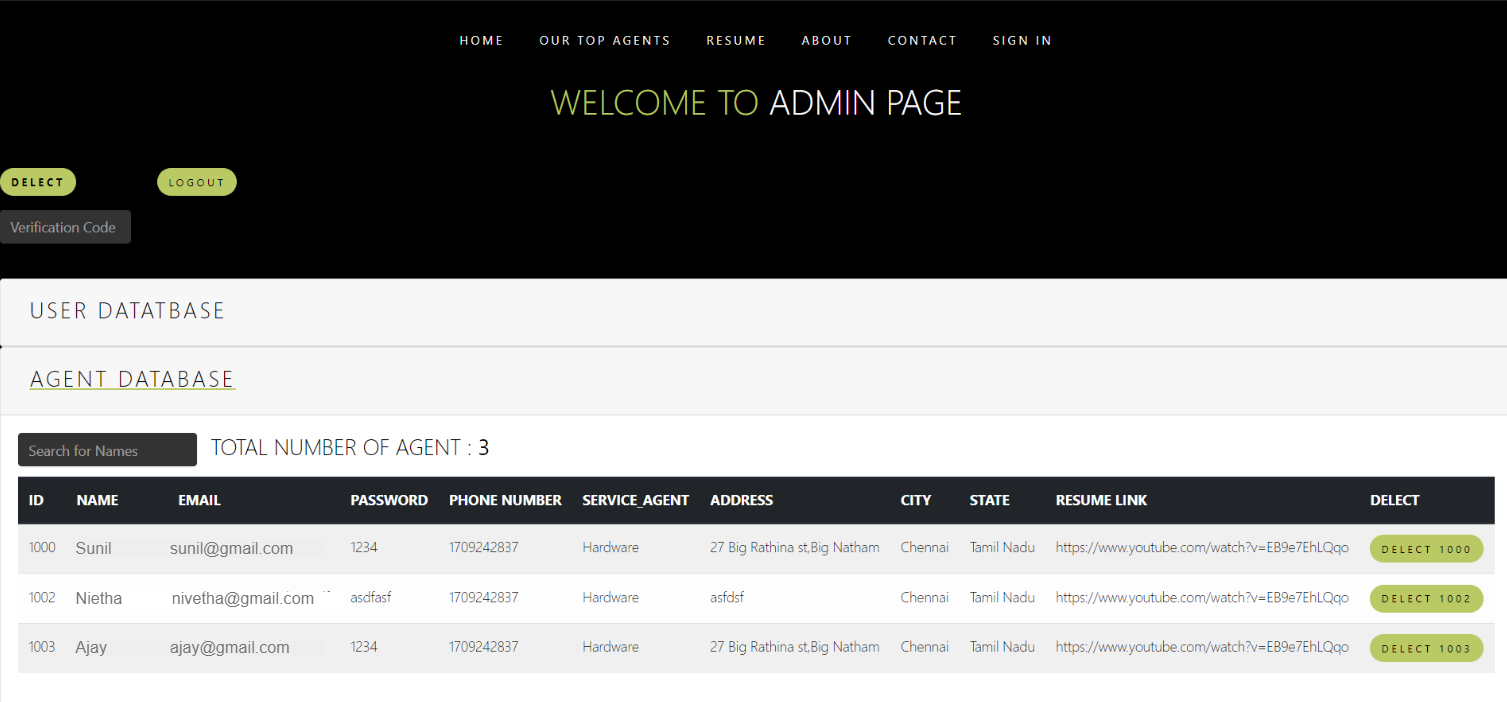 HOME OUR TOP AGENTS RESUME ABOUT CONTACT SIGN IN
WELCOME TO ADMIN PAGE
DELECT LOGOUT
Verification Code
USER DATATBASE
AGENT DATABASE
Search for Names TOTAL NUMBER OF AGENT : 3
ID NAME EMAIL PASSWORD PHONE NUMBER SERVICE_AGENT ADDRESS CITY STATE RESUME LINK DELECT
1000 Sunil sunil@gmail.com 1234 1709242837 Hardware 27 Big Rathina st,Big Natham Chennai Tamil Nadu https://www.youtube.com/watch?v=EB9e7EhLQqo DELECT 1000
1002 Nietha nivetha@gmail.com asdfasf 1709242837 Hardware asfdsf Chennai Tamil Nadu https://www.youtube.com/watch?v=EB9e7EhLQqo DELECT 1002
1003 Ajay ajay@gmail.com 1234 1709242837 Hardware 27 Big Rathina st,Big Natham Chennai Tamil Nadu https://www.youtube.com/watch?v=EB9e7EhLQqo DELECT 1003